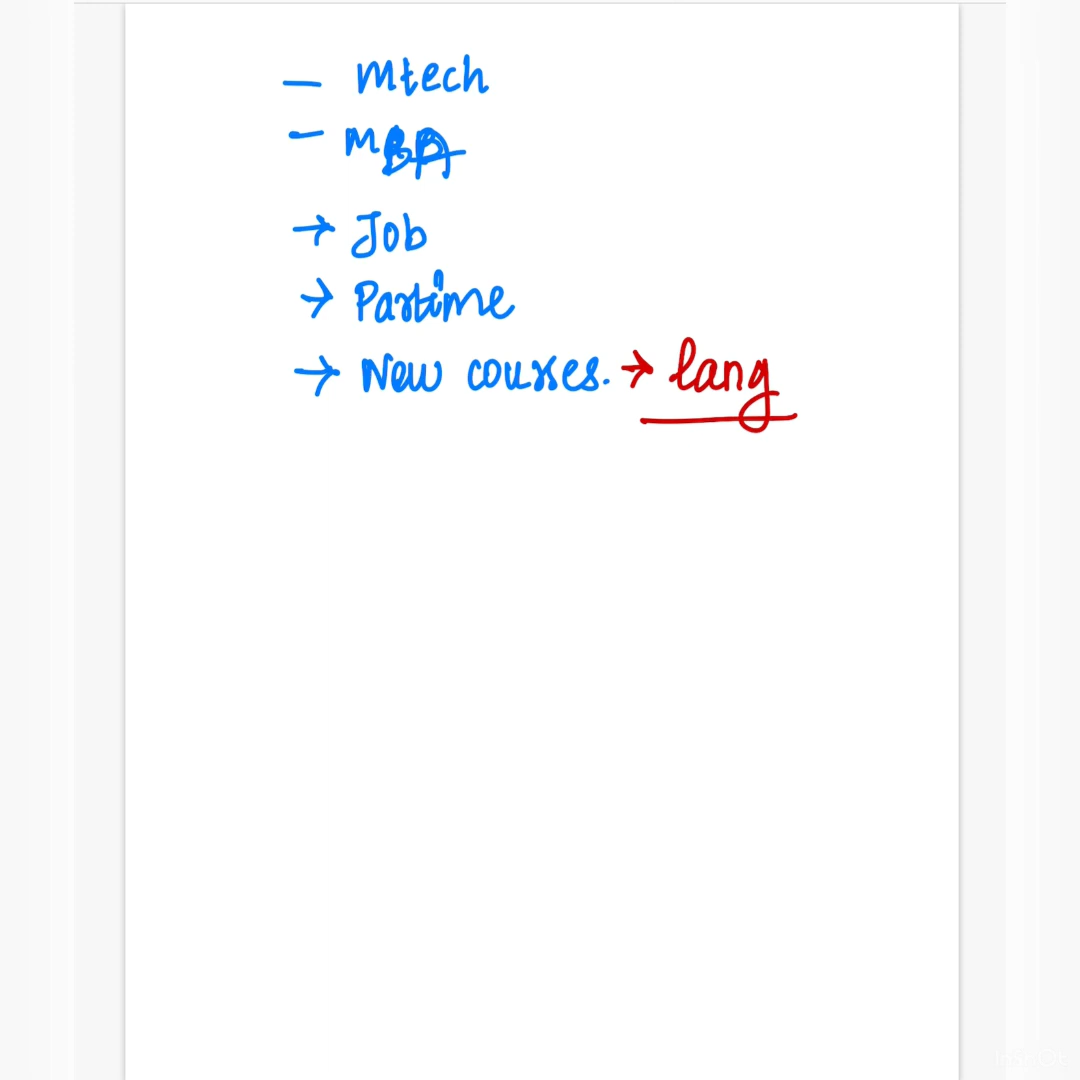 — Mtech
— MBA
→ Job
→ Partime
→ New courses. → lang